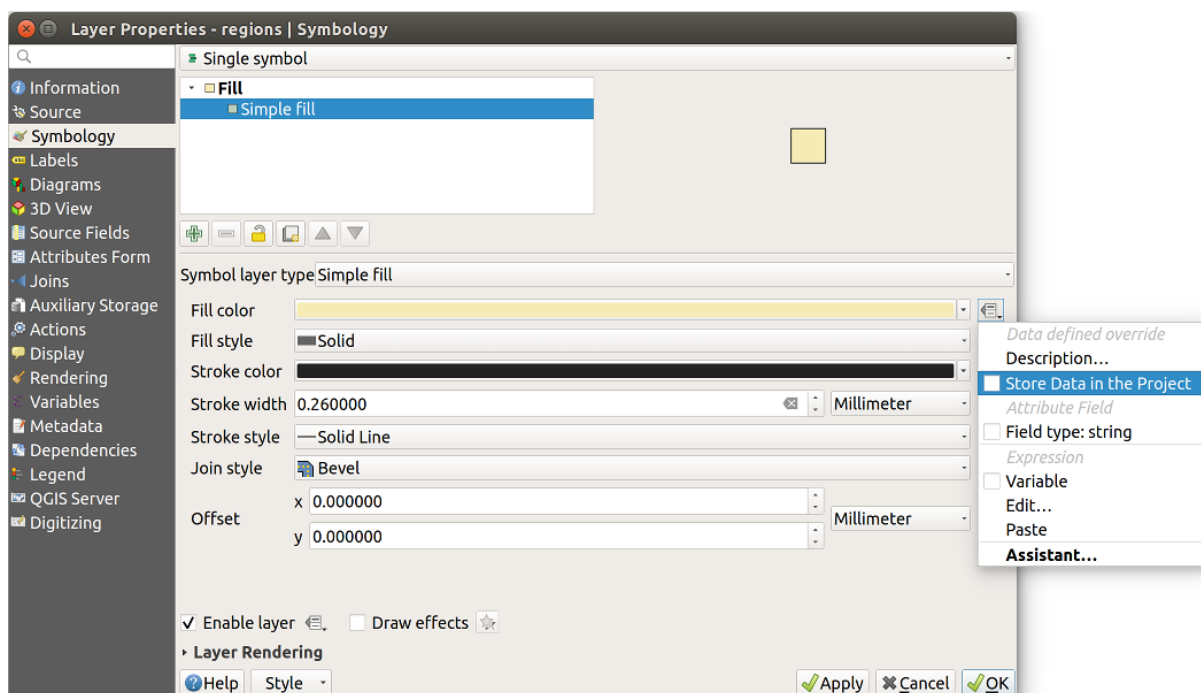 Layer Properties - regions | Symbology
Information
Source
Symbology
Labels
Diagrams
3D View
Source Fields
Attributes Form
Joins
Auxiliary Storage
Actions
Display
Rendering
Variables
Metadata
Dependencies
Legend
QGIS Server
Digitizing
Single symbol
Fill
Simple fill
Symbol layer type Simple fill
Fill color
Fill style Solid
Stroke color
Stroke width 0.260000 Millimeter
Stroke style Solid Line
Join style Bevel
Offset x 0.000000 Millimeter
y 0.000000
Data defined override
Description...
Store Data in the Project
Attribute Field
Field type: string
Expression
Variable
Edit...
Paste
Assistant...
Enable layer Draw effects
Layer Rendering
Help Style Apply Cancel OK